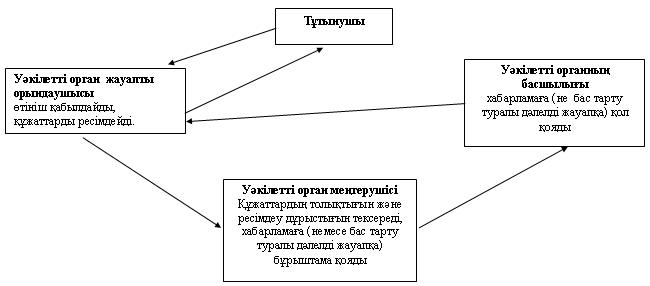 Тұтынушы
Уәкілетті орган жауапты
орындаушысы
өтініш қабылдайды,
құжаттарды ресімдейді.
Уәкілетті органның
басшылығы
хабарламаға (не бас тарту
туралы дәлелді жауапқа) қол
қояды
Уәкілетті орган меңгерушісі
Құжаттардың толықтығын және
ресімдеу дұрыстығын тексереді,
хабарламаға (немесе бас тарту
туралы дәлелді жауапқа)
бұрыштама қояды